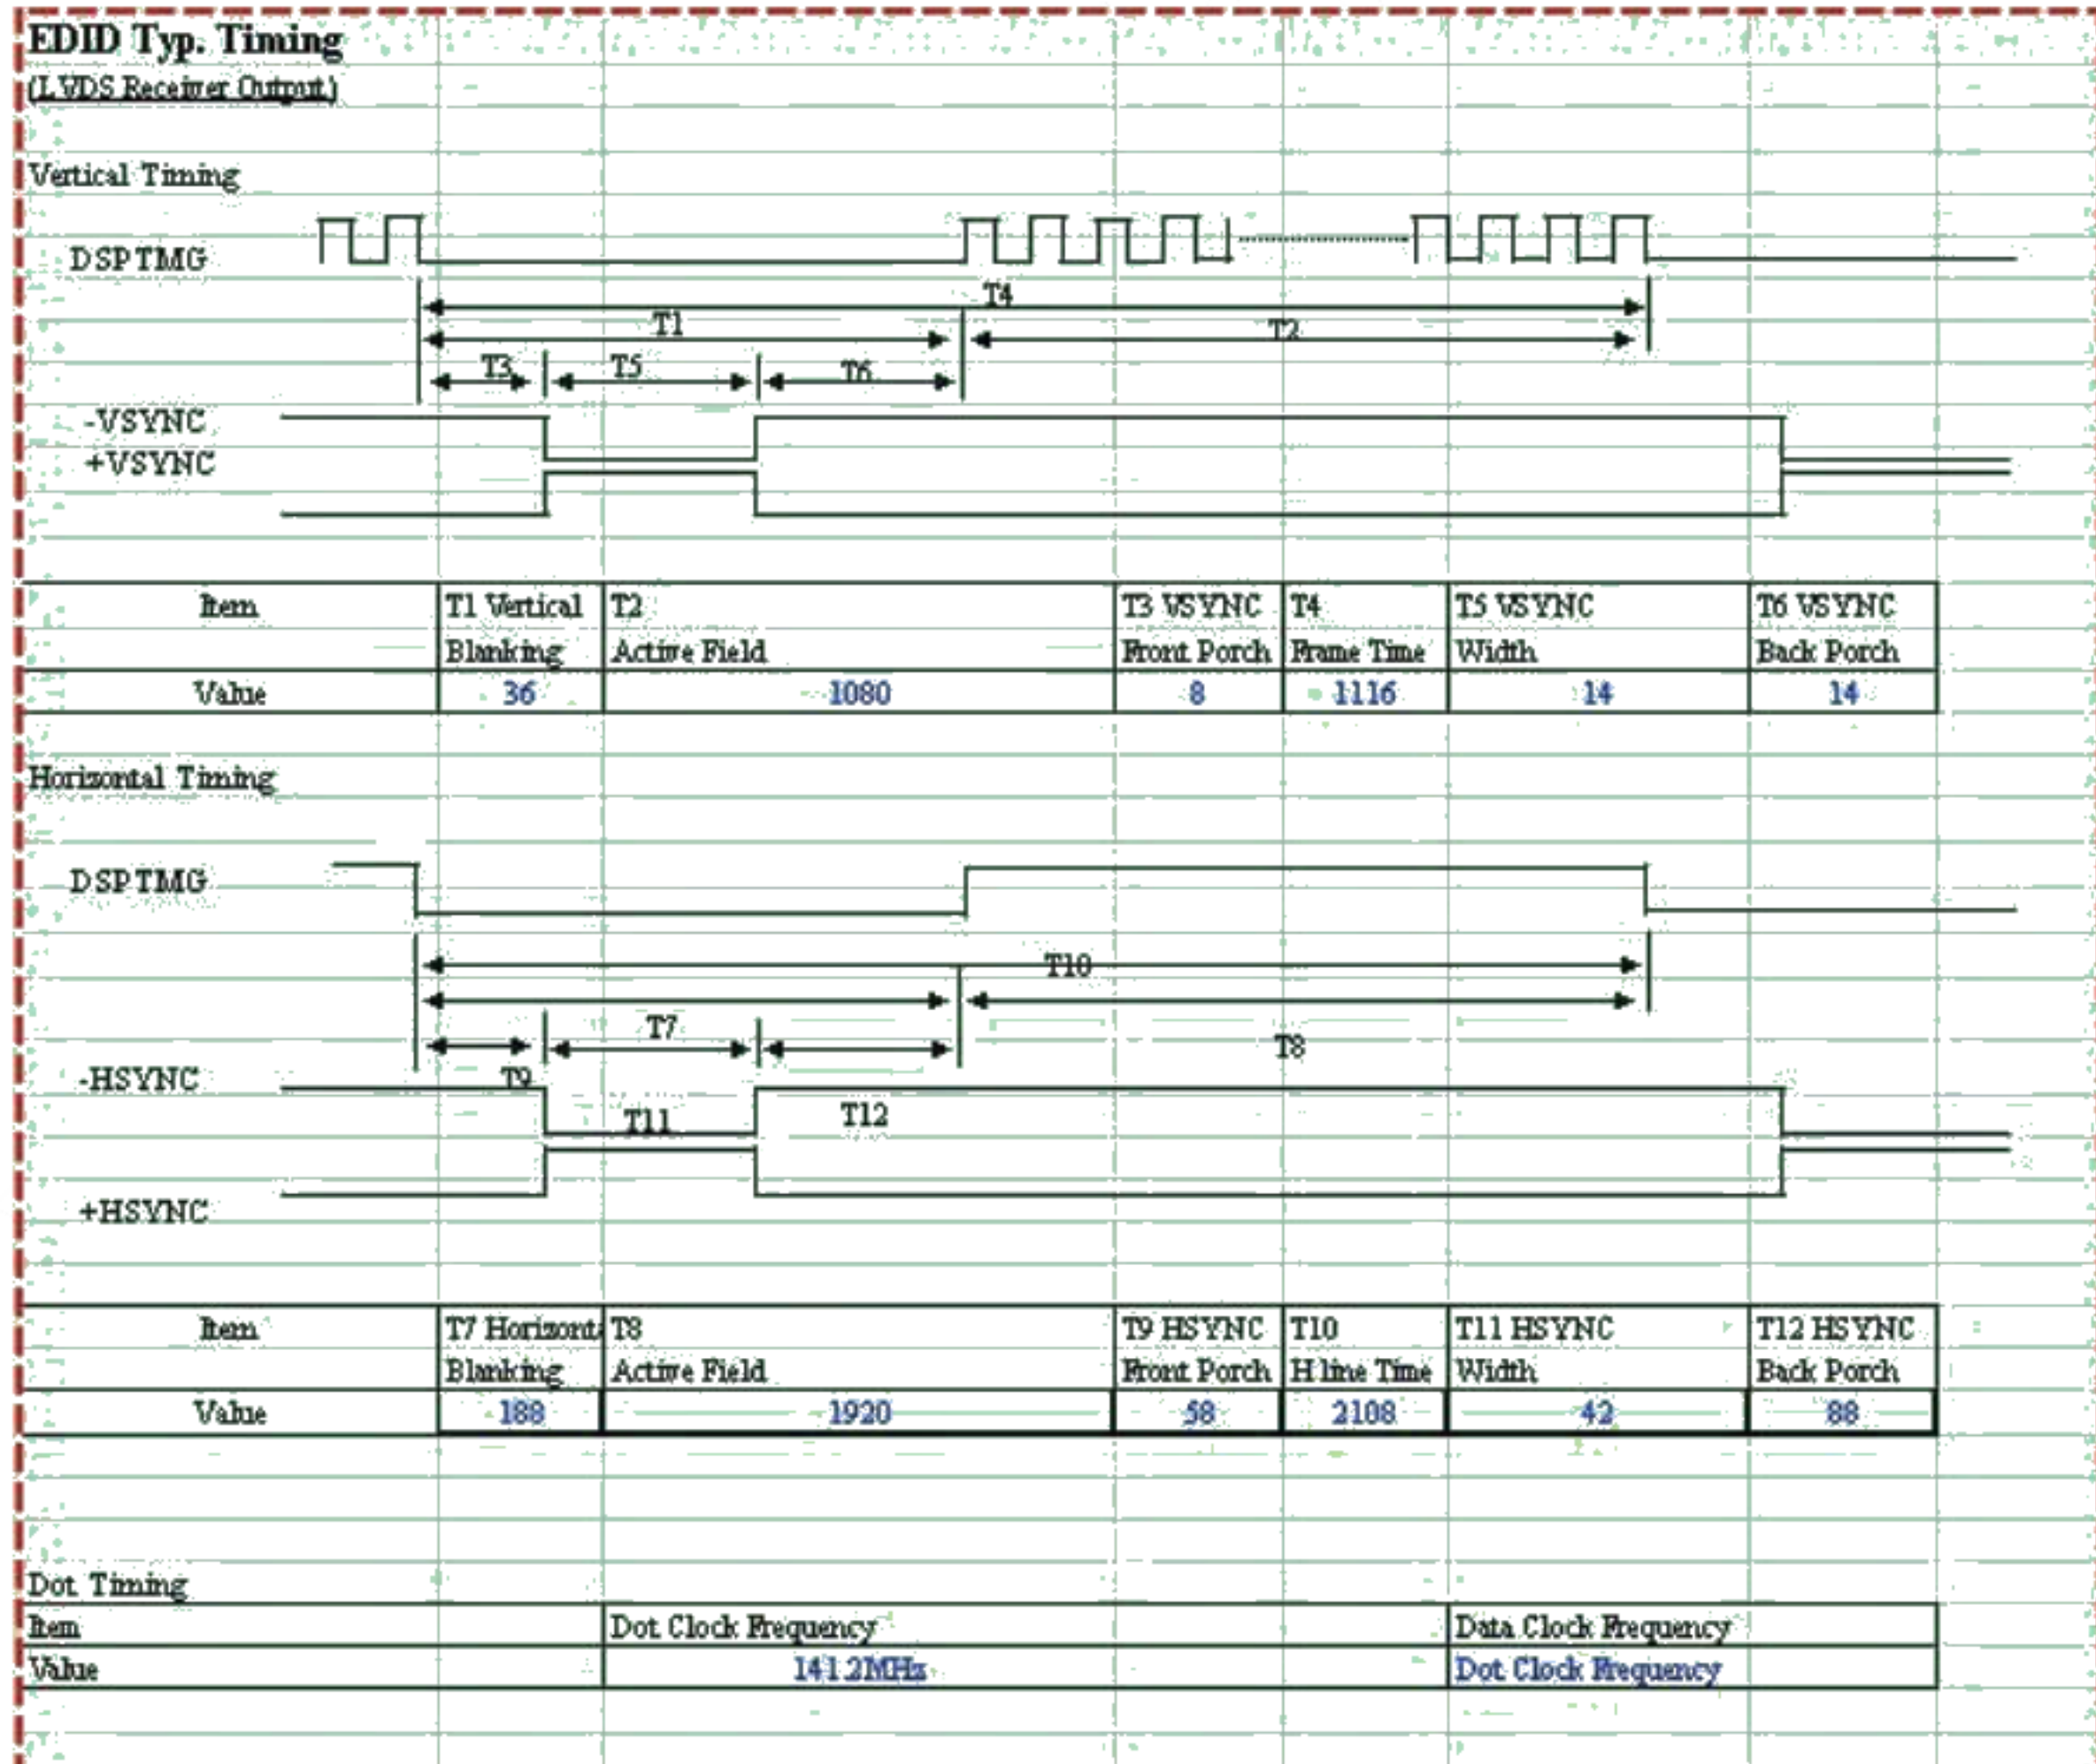 EDID Typ. Timing
(LVDS Receiver Output)
Vertical Timing
DSPTMG
T4
T1
T2
T3
T5
T6
-VSYNC
+VSYNC
Item
T1 Vertical Blanking
T2 Active Field
T3 VSYNC Front Porch
T4 Frame Time
T5 VSYNC Width
T6 VSYNC Back Porch
Value 36 1080 8 1116 14 14
Horizontal Timing
DSPTMG
T10
T7
T8
-HSYNC
T9
T11
T12
+HSYNC
Item
T7 Horizonta Blanking
T8 Active Field
T9 HSYNC Front Porch
T10 H line Time
T11 HSYNC Width
T12 HSYNC Back Porch
Value 188 1920 58 2108 42 88
Dot Timing
Item Dot Clock Frequency Data Clock Frequency
Value 141.2MHz Dot Clock Frequency